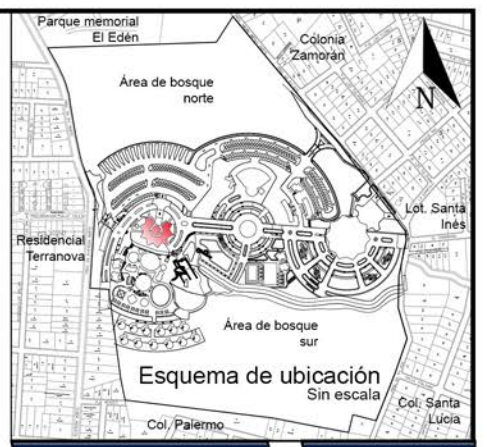 Parque memorial
El Edén
Colonia
Zamorán
Área de bosque
norte
N
Lot. Santa
Inés
Residencial
Terranova
Área de bosque
sur
Esquema de ubicación
Sin escala
Col. Santa
Lucia
Col. Palermo